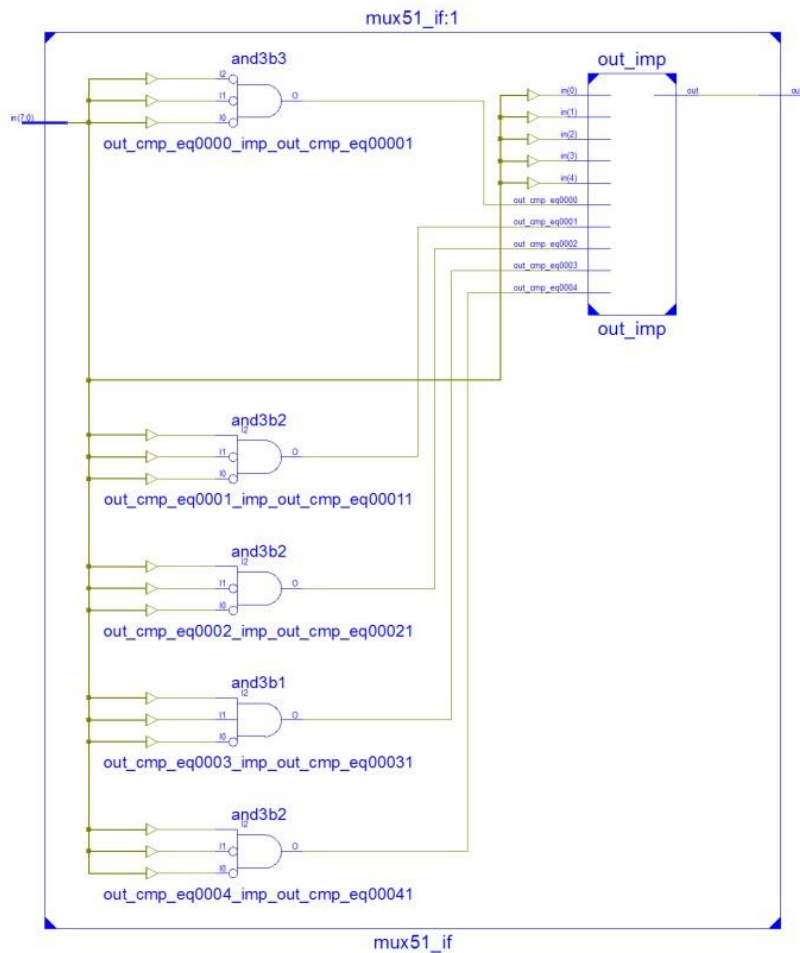 mux51_if:1
and3b3
out_imp
I2
in(0)
out
ou
I1
O
in(7:0)
I0
in(1)
out_cmp_eq0000_imp_out_cmp_eq00001
in(2)
in(3)
in(4)
out_cmp_eq0000
out_cmp_eq0001
out_cmp_eq0002
out_cmp_eq0003
out_cmp_eq0004
out_imp
and3b2
I2
I1
O
I0
out_cmp_eq0001_imp_out_cmp_eq00011
and3b2
I2
I1
O
I0
out_cmp_eq0002_imp_out_cmp_eq00021
and3b1
I2
I1
O
I0
out_cmp_eq0003_imp_out_cmp_eq00031
and3b2
I2
I1
O
I0
out_cmp_eq0004_imp_out_cmp_eq00041
mux51_if